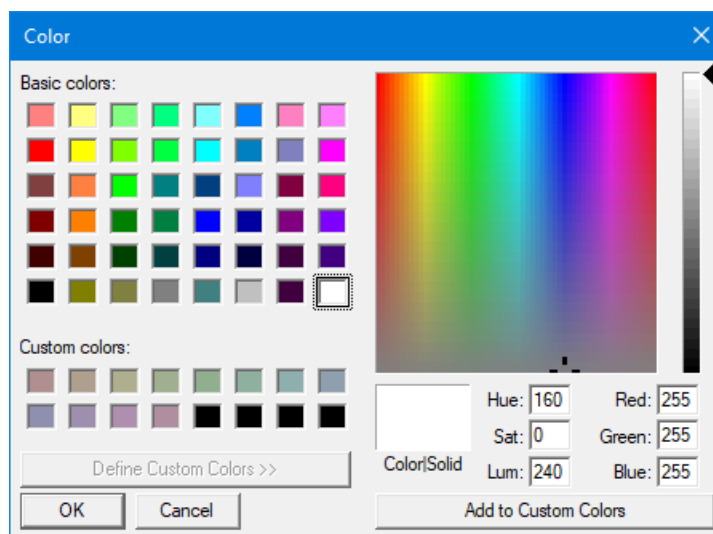 Color
Basic colors:
Custom colors:
Define Custom Colors >>
OK Cancel
Color|Solid
Hue: 160 Red: 255
Sat: 0 Green: 255
Lum: 240 Blue: 255
Add to Custom Colors